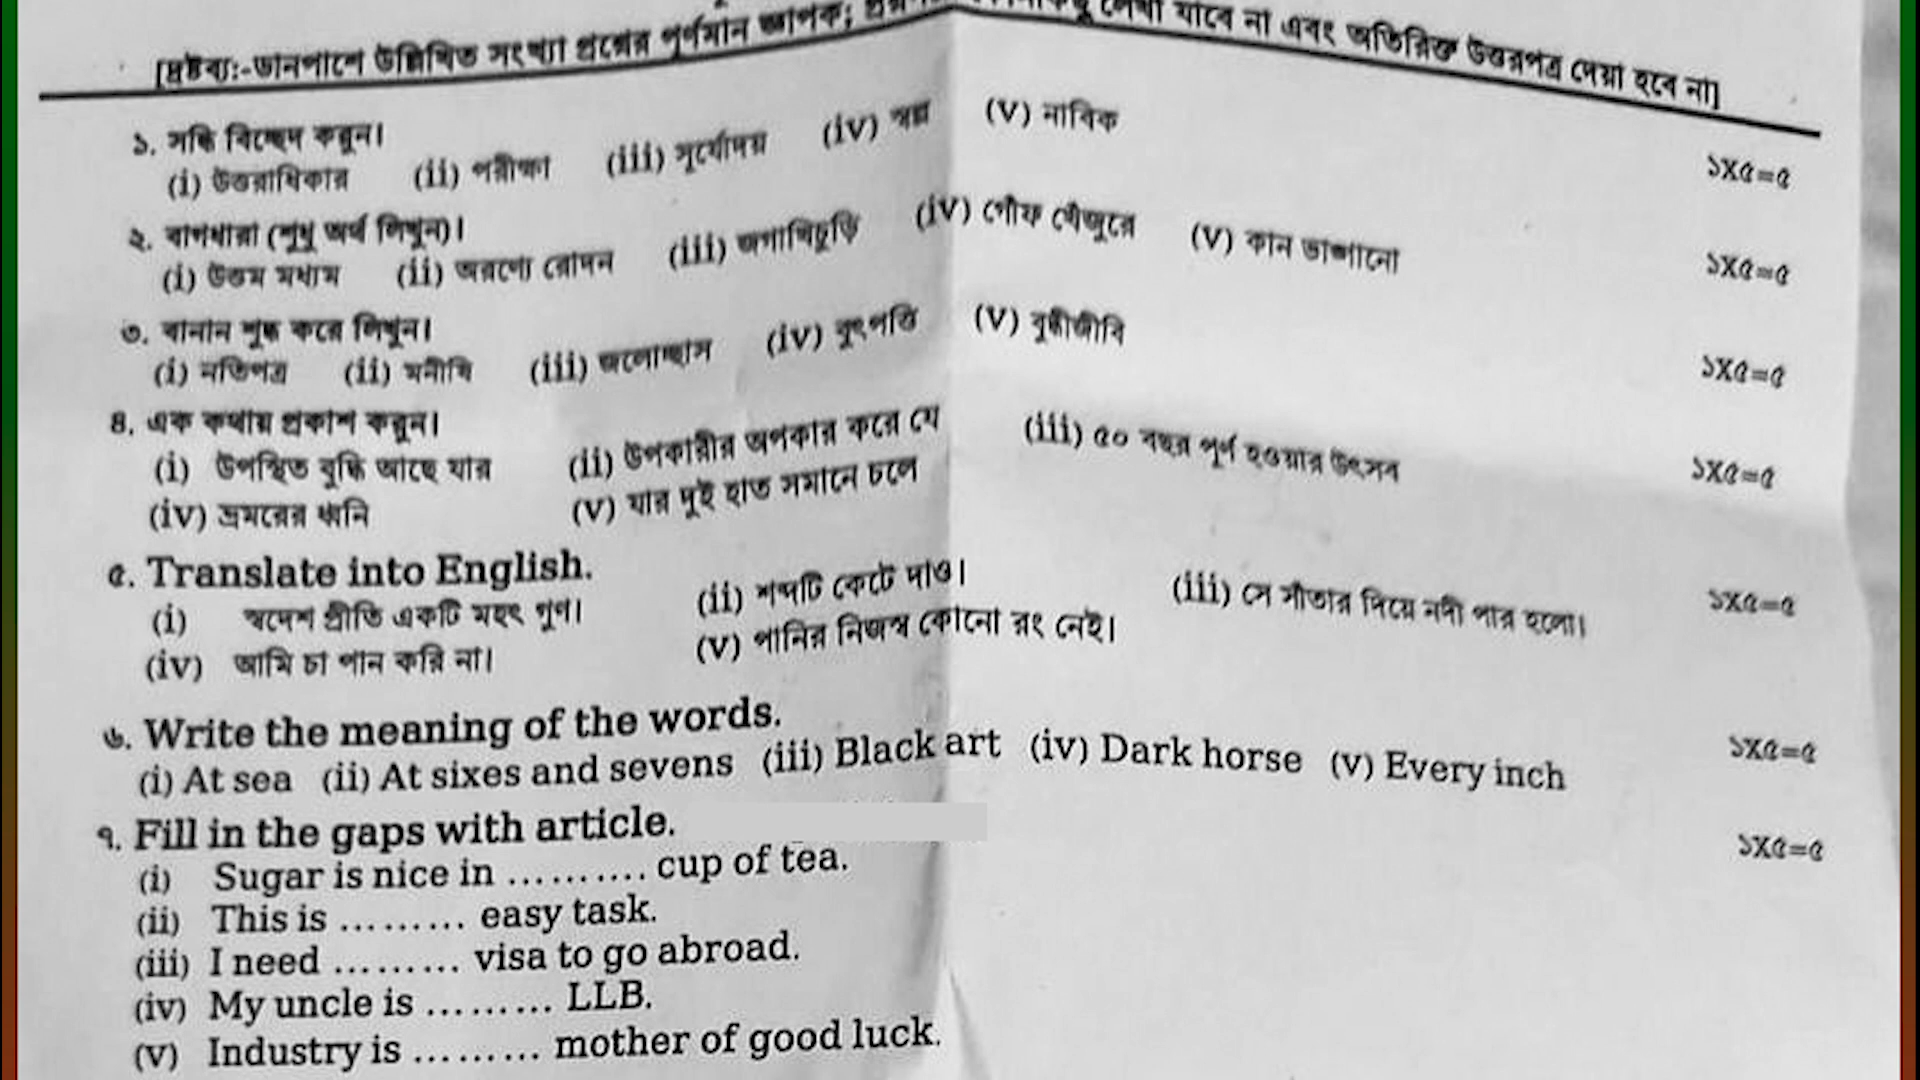 [দ্রষ্টব্য:-ডানপাশে উল্লিখিত সংখ্যা প্রশ্নের পূর্ণমান জ্ঞাপক; লেখা যাবে না এবং অতিরিক্ত উত্তরপত্র দেয়া হবে না]
১. সন্ধি বিচ্ছেদ করুন। ১X৫=৫
(i) উত্তরাধিকার (ii) পরীক্ষা (iii) সূর্যোদয় (iv) স্বল্প (v) নাবিক
২. বাগধারা (শুধু অর্থ লিখুন)। ১X৫=৫
(i) উত্তম মধ্যম (ii) অরণ্যে রোদন (iii) জগাখিচুড়ি (iv) গোঁফ খেঁজুরে (v) কান ভাঙ্গানো
৩. বানান শুদ্ধ করে লিখুন। ১X৫=৫
(i) নতিপত্র (ii) মনীষি (iii) জলোচ্ছাস (iv) বুৎপত্তি (v) বুদ্ধীজীবি
৪. এক কথায় প্রকাশ করুন। ১X৫=৫
(i) উপস্থিত বুদ্ধি আছে যার (ii) উপকারীর অপকার করে যে (iii) ৫০ বছর পূর্ণ হওয়ার উৎসব
(iv) ভ্রমরের ধ্বনি (v) যার দুই হাত সমানে চলে
৫. Translate into English. ১X৫=৫
(i) স্বদেশ প্রীতি একটি মহৎ গুণ। (ii) শব্দটি কেটে দাও। (iii) সে সাঁতার দিয়ে নদী পার হলো।
(iv) আমি চা পান করি না। (v) পানির নিজস্ব কোনো রং নেই।
৬. Write the meaning of the words. ১X৫=৫
(i) At sea (ii) At sixes and sevens (iii) Black art (iv) Dark horse (v) Every inch
৭. Fill in the gaps with article. ১X৫=৫
(i) Sugar is nice in .......... cup of tea.
(ii) This is ......... easy task.
(iii) I need ......... visa to go abroad.
(iv) My uncle is ......... LLB.
(v) Industry is ......... mother of good luck.